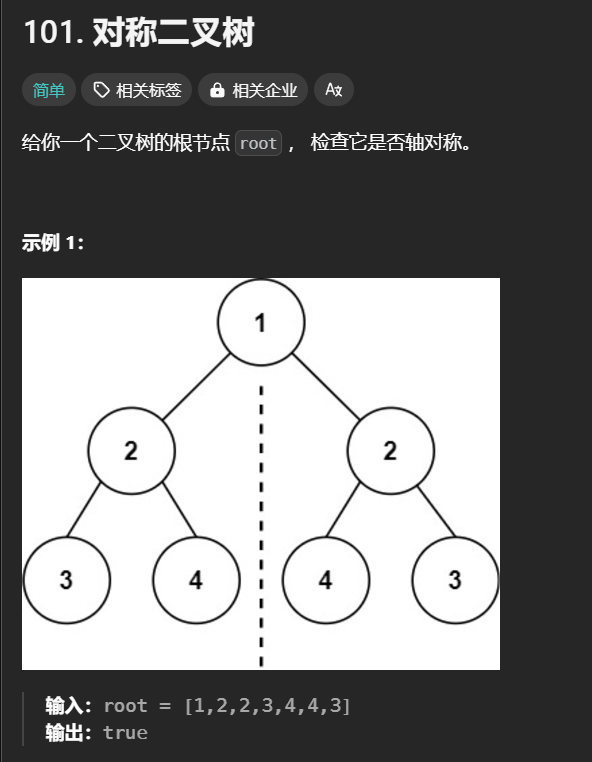 101. 对称二叉树
简单 相关标签 相关企业 Ax
给你一个二叉树的根节点 root ， 检查它是否轴对称。
示例 1：
1
2 2
3 4 4 3
输入：root = [1,2,2,3,4,4,3]
输出：true